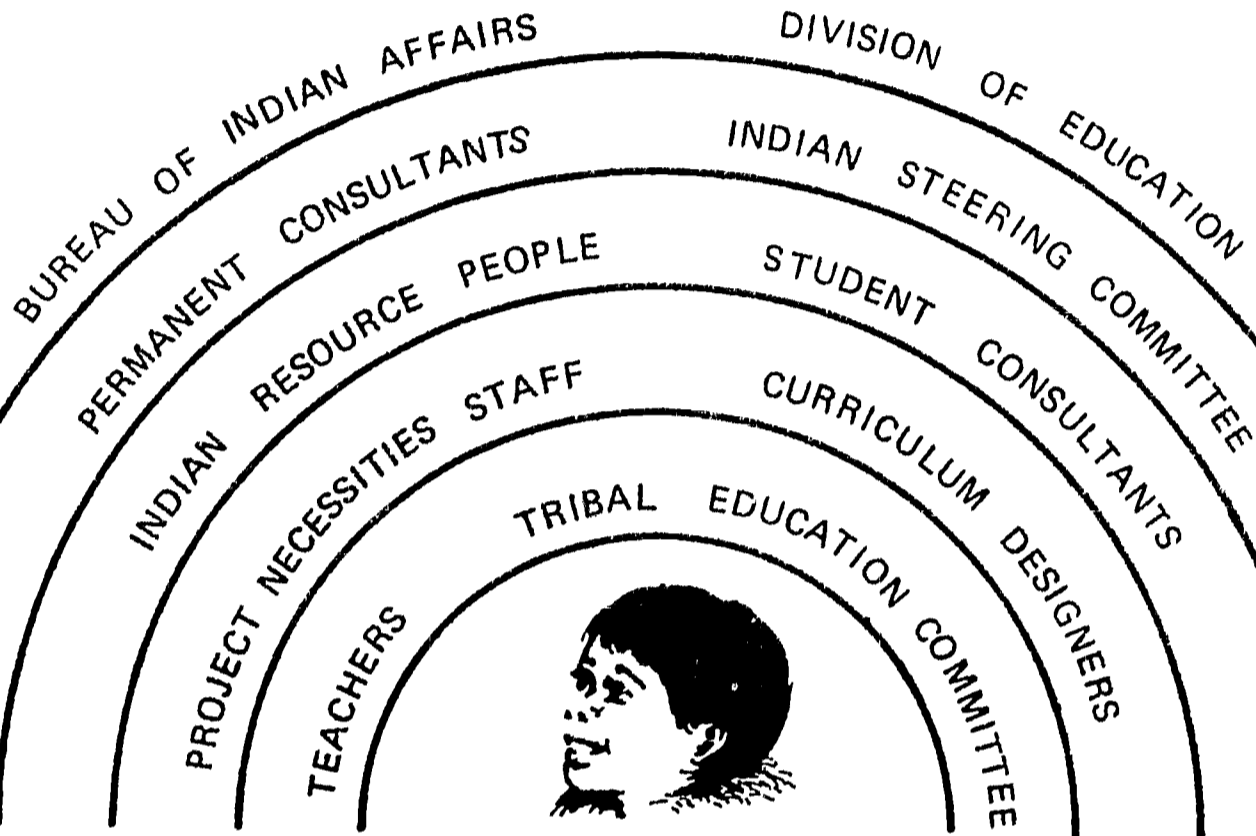 BUREAU OF INDIAN AFFAIRS DIVISION OF EDUCATION
PERMANENT CONSULTANTS INDIAN STEERING COMMITTEE
INDIAN RESOURCE PEOPLE STUDENT CONSULTANTS
PROJECT NECESSITIES STAFF CURRICULUM DESIGNERS
TEACHERS TRIBAL EDUCATION COMMITTEE